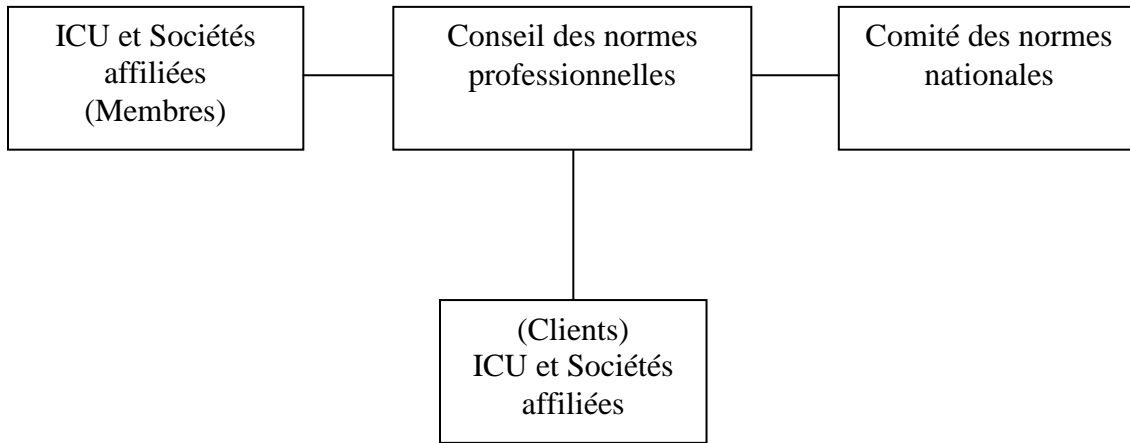 ICU et Sociétés
affiliées
(Membres)
Conseil des normes
professionnelles
Comité des normes
nationales
(Clients)
ICU et Sociétés
affiliées